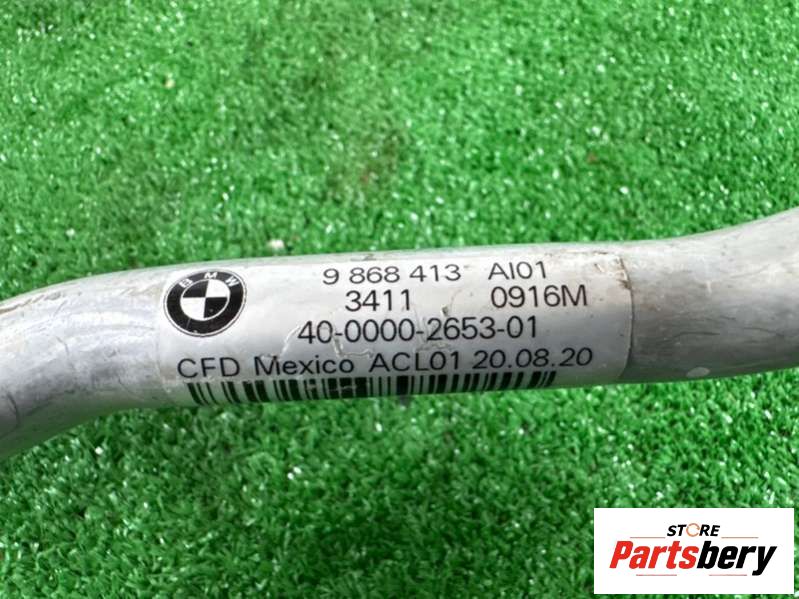 BMW
9 868 413 AI01
3411 0916M
40-0000-2653-01
CFD Mexico ACL01 20.08.20
STORE
Partsbery